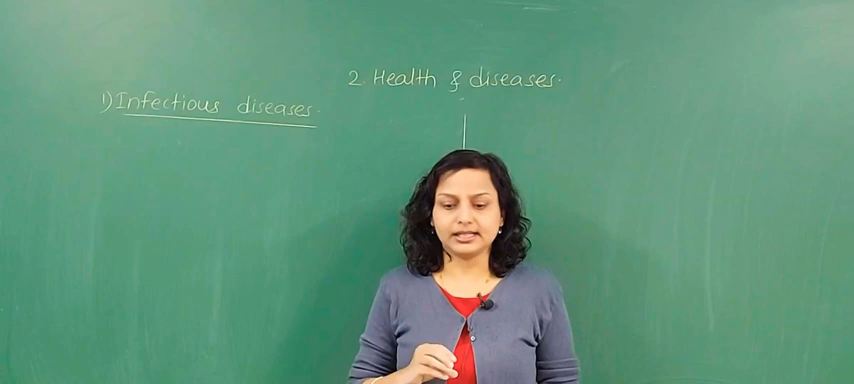 2. Health & diseases.
1) Infectious diseases.